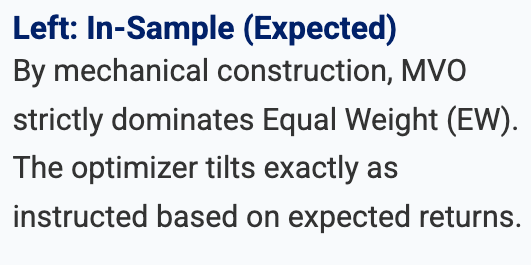 Left: In-Sample (Expected)
By mechanical construction, MVO
strictly dominates Equal Weight (EW).
The optimizer tilts exactly as
instructed based on expected returns.